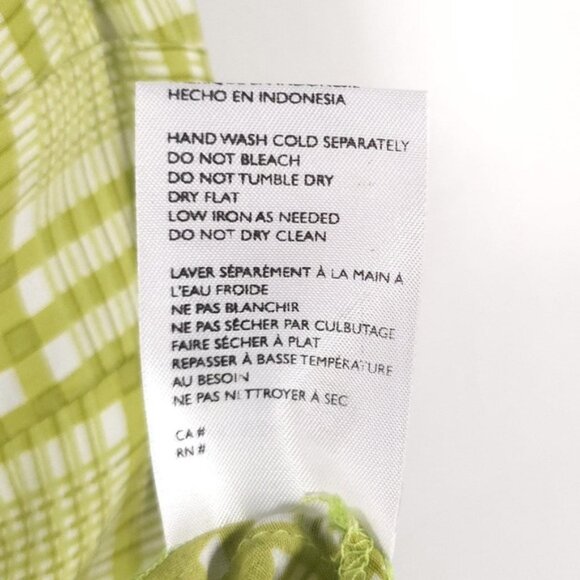 HECHO EN INDONESIA
HAND WASH COLD SEPARATELY
DO NOT BLEACH
DO NOT TUMBLE DRY
DRY FLAT
LOW IRON AS NEEDED
DO NOT DRY CLEAN
LAVER SÉPARÉMENT À LA MAIN À
L'EAU FROIDE
NE PAS BLANCHIR
NE PAS SÉCHER PAR CULBUTAGE
FAIRE SÉCHER À PLAT
REPASSER À BASSE TEMPÉRATURE
AU BESOIN
NE PAS NETTROYER À SEC
CA #
RN #